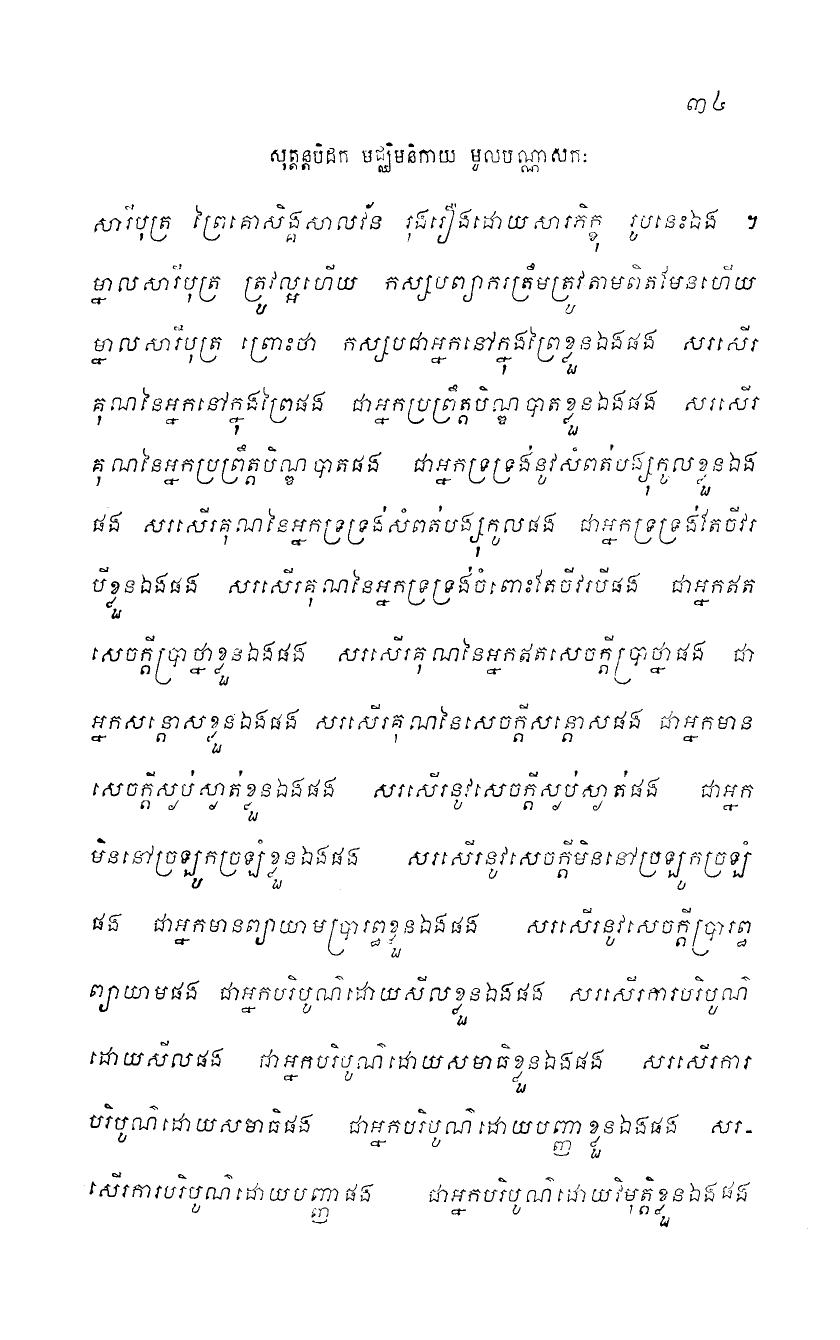 ៣៤
សុត្តន្តបិដក មជ្ឈិមនិកាយ មូលបណ្ណាសកៈ
សារីបុត្រ ព្រៃគោសិង្គសាលវ័ន រុងរឿងដោយសារភិក្ខុ រូបនេះឯង ។
ម្នាលសារីបុត្រ ត្រូវល្អហើយ កស្សបព្យាករត្រឹមត្រូវតាមពិតមែនហើយ
ម្នាលសារីបុត្រ ព្រោះថា កស្សបជាអ្នកនៅក្នុងព្រៃខ្លួនឯងផង សរសើរ
គុណនៃអ្នកនៅក្នុងព្រៃផង ជាអ្នកប្រព្រឹត្តបិណ្ឌបាតខ្លួនឯងផង សរសើរ
គុណនៃអ្នកប្រព្រឹត្តបិណ្ឌបាតផង ជាអ្នកទ្រទ្រង់នូវសំពត់បង្សុកូលខ្លួនឯង
ផង សរសើរគុណនៃអ្នកទ្រទ្រង់សំពត់បង្សុកូលផង ជាអ្នកទ្រទ្រង់តែចីវរ
បីខ្លួនឯងផង សរសើរគុណនៃអ្នកទ្រទ្រង់ចំពោះតែចីវរបីផង ជាអ្នកឥត
សេចក្តីប្រាថ្នាខ្លួនឯងផង សរសើរគុណនៃអ្នកឥតសេចក្តីប្រាថ្នាផង ជា
អ្នកសន្តោសខ្លួនឯងផង សរសើរគុណនៃសេចក្តីសន្តោសផង ជាអ្នកមាន
សេចក្តីស្ងប់ស្ងាត់ខ្លួនឯងផង សរសើរនូវសេចក្តីស្ងប់ស្ងាត់ផង ជាអ្នក
មិននៅច្រឡូកច្រឡំខ្លួនឯងផង សរសើរនូវសេចក្តីមិននៅច្រឡូកច្រឡំ
ផង ជាអ្នកមានព្យាយាមប្រារព្ធខ្លួនឯងផង សរសើរនូវសេចក្តីប្រារព្ធ
ព្យាយាមផង ជាអ្នកបរិបូណ៌ដោយសីលខ្លួនឯងផង សរសើរការបរិបូណ៌
ដោយសីលផង ជាអ្នកបរិបូណ៌ដោយសមាធិខ្លួនឯងផង សរសើរការ
បរិបូណ៌ដោយសមាធិផង ជាអ្នកបរិបូណ៌ដោយបញ្ញាខ្លួនឯងផង សរ-
សើរការបរិបូណ៌ដោយបញ្ញាផង ជាអ្នកបរិបូណ៌ដោយវិមុត្តិខ្លួនឯងផង